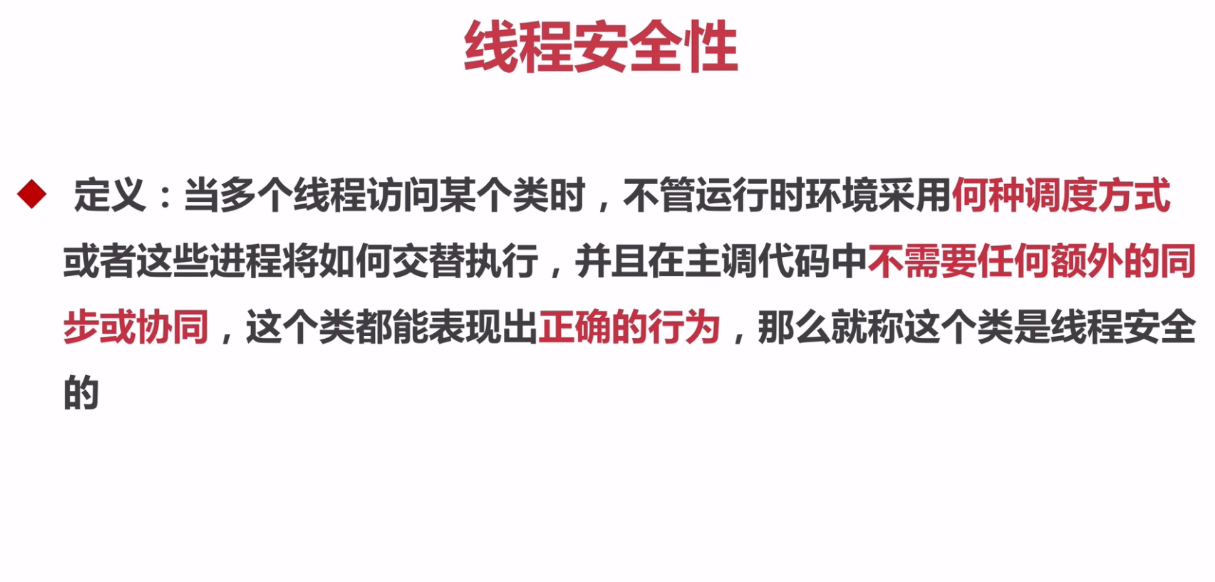 线程安全性
定义：当多个线程访问某个类时，不管运行时环境采用何种调度方式
或者这些进程将如何交替执行，并且在主调代码中不需要任何额外的同
步或协同，这个类都能表现出正确的行为，那么就称这个类是线程安全
的